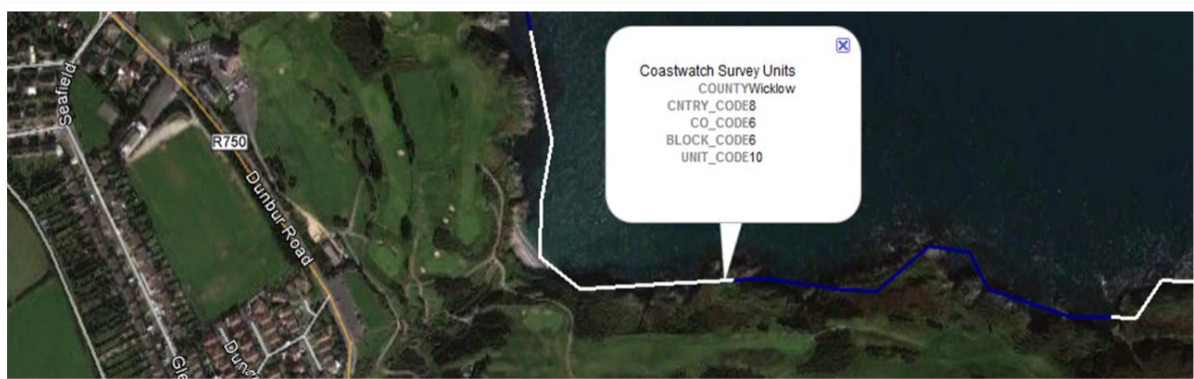 Seafield
R750
Dunbur Road
Coastwatch Survey Units
COUNTYWicklow
CNTRY_CODE8
CO_CODE6
BLOCK_CODE6
UNIT_CODE10